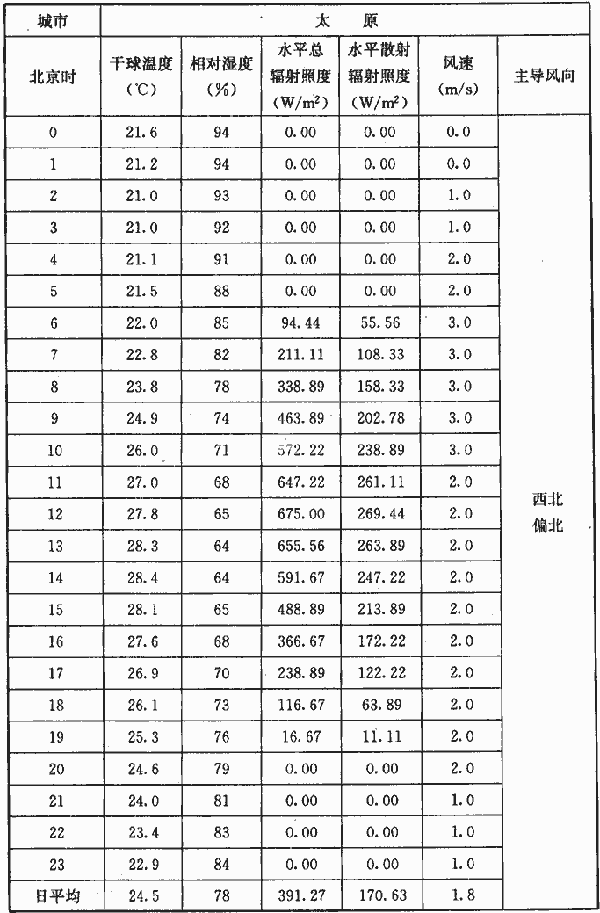 城市 太 原
北京时 干球温度（℃） 相对湿度（%） 水平总辐射照度（W/m²） 水平散射辐射照度（W/m²） 风速（m/s） 主导风向
0 21.6 94 0.00 0.00 0.0
1 21.2 94 0.00 0.00 0.0
2 21.0 93 0.00 0.00 1.0
3 21.0 92 0.00 0.00 1.0
4 21.1 91 0.00 0.00 2.0
5 21.5 88 0.00 0.00 2.0
6 22.0 85 94.44 55.56 3.0
7 22.8 82 211.11 108.33 3.0
8 23.8 78 338.89 158.33 3.0
9 24.9 74 463.89 202.78 3.0
10 26.0 71 572.22 238.89 3.0
11 27.0 68 647.22 261.11 2.0
12 27.8 65 675.00 269.44 2.0
13 28.3 64 655.56 263.89 2.0
14 28.4 64 591.67 247.22 2.0
15 28.1 65 488.89 213.89 2.0
16 27.6 68 366.67 172.22 2.0
17 26.9 70 238.89 122.22 2.0
18 26.1 73 116.67 63.89 2.0
19 25.3 76 16.67 11.11 2.0
20 24.6 79 0.00 0.00 2.0
21 24.0 81 0.00 0.00 1.0
22 23.4 83 0.00 0.00 1.0
23 22.9 84 0.00 0.00 1.0
日平均 24.5 78 391.27 170.63 1.8
西北
偏北